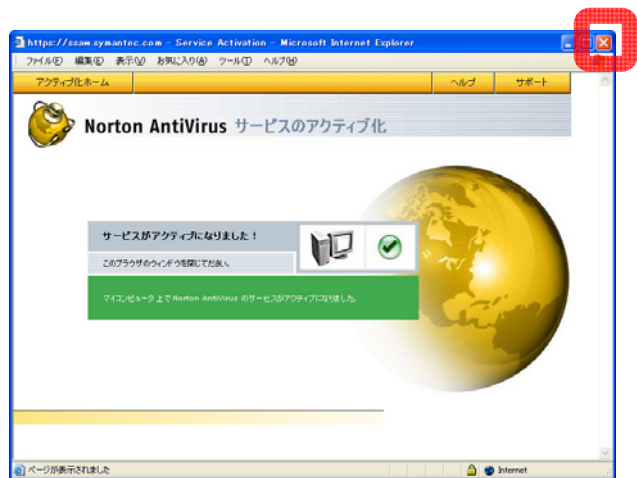 https://ssaw.symantec.com - Service Activation - Microsoft Internet Explorer
ファイル(F) 編集(E) 表示(V) お気に入り(A) ツール(T) ヘルプ(H)
アクティブ化ホーム ヘルプ サポート
Norton AntiVirus サービスのアクティブ化
サービスがアクティブになりました!
このブラウザのウィンドウを閉じてください。
マイコンピュータ上で Norton AntiVirus のサービスがアクティブになりました。
ページが表示されました Internet